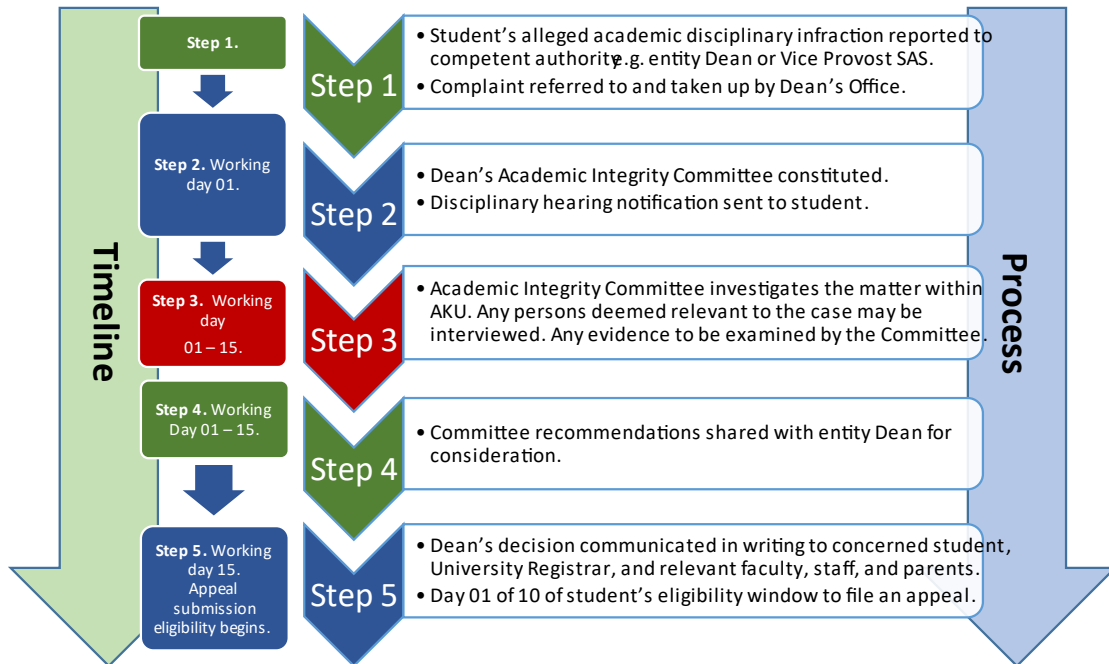 Timeline
Step 1.
Step 2. Working
day 01.
Step 3. Working
day
01 – 15.
Step 4. Working
Day 01 – 15.
Step 5. Working
day 15.
Appeal
submission
eligibility begins.
Step 1
• Student's alleged academic disciplinary infraction reported to
competent authority e.g. entity Dean or Vice Provost SAS.
• Complaint referred to and taken up by Dean's Office.
Step 2
• Dean's Academic Integrity Committee constituted.
• Disciplinary hearing notification sent to student.
Step 3
• Academic Integrity Committee investigates the matter within
AKU. Any persons deemed relevant to the case may be
interviewed. Any evidence to be examined by the Committee.
Step 4
• Committee recommendations shared with entity Dean for
consideration.
Step 5
• Dean's decision communicated in writing to concerned student,
University Registrar, and relevant faculty, staff, and parents.
• Day 01 of 10 of student's eligibility window to file an appeal.
Process